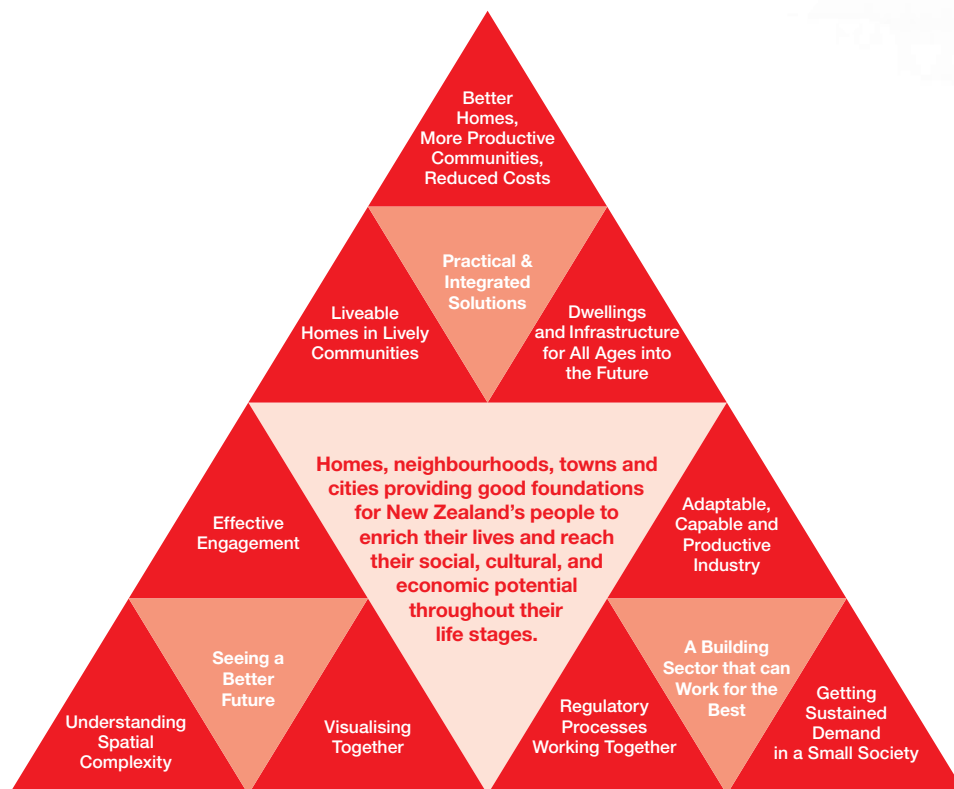 Better
Homes,
More Productive
Communities,
Reduced Costs
Practical &
Integrated
Solutions
Liveable
Homes in Lively
Communities
Dwellings
and Infrastructure
for All Ages into
the Future
Homes, neighbourhoods, towns and
cities providing good foundations
for New Zealand's people to
enrich their lives and reach
their social, cultural, and
economic potential
throughout their
life stages.
Effective
Engagement
Adaptable,
Capable and
Productive
Industry
Seeing a
Better
Future
A Building
Sector that can
Work for the
Best
Understanding
Spatial
Complexity
Visualising
Together
Regulatory
Processes
Working Together
Getting
Sustained
Demand
in a Small Society